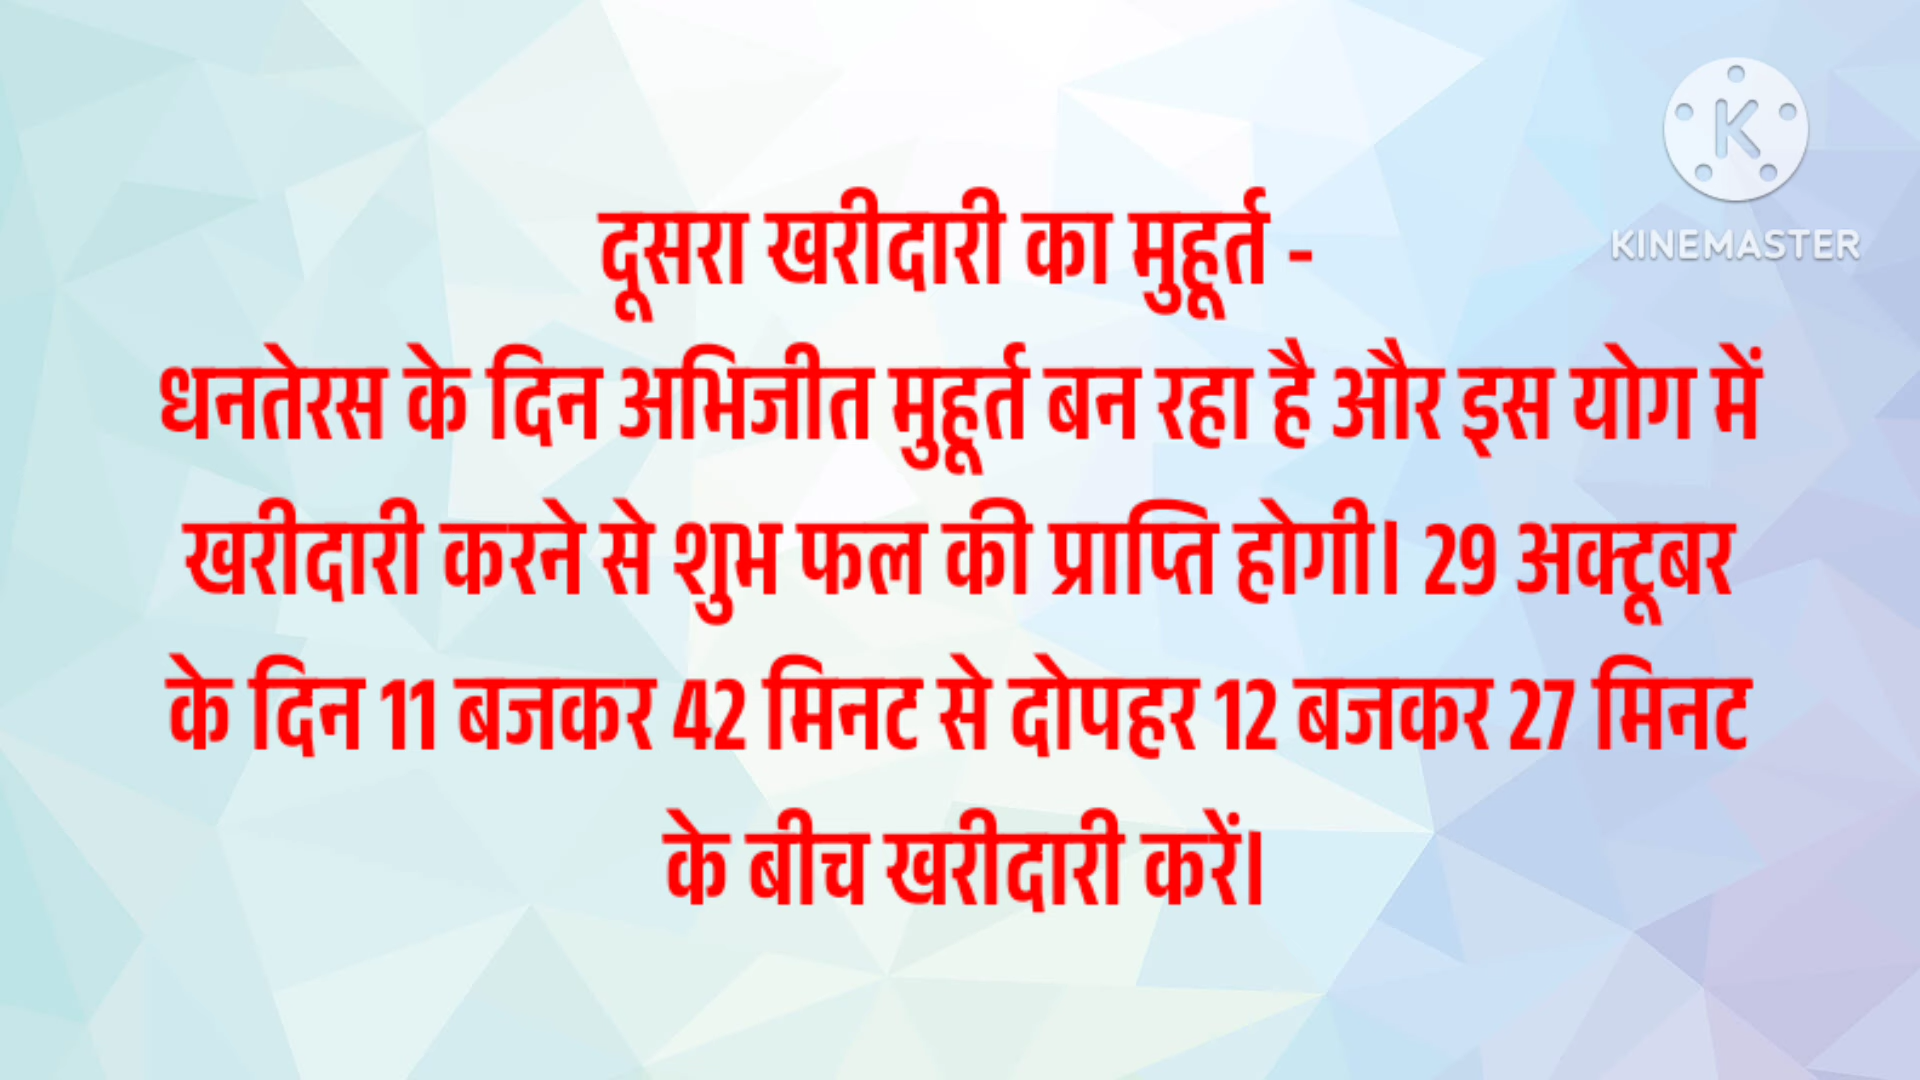 दूसरा खरीदारी का मुहूर्त -
धनतेरस के दिन अभिजीत मुहूर्त बन रहा है और इस योग में
खरीदारी करने से शुभ फल की प्राप्ति होगी। 29 अक्टूबर
के दिन 11 बजकर 42 मिनट से दोपहर 12 बजकर 27 मिनट
के बीच खरीदारी करें।
K
KINEMASTER